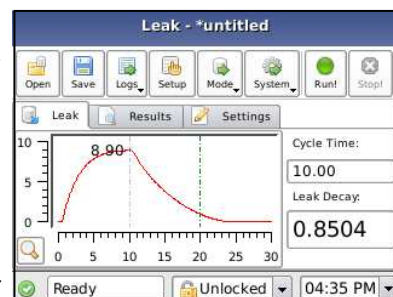 Leak - *untitled
Open Save Logs Setup Mode System Run! Stop!
Leak Results Settings
10
8.90
5
0
0 5 10 15 20 25 30
Cycle Time:
10.00
Leak Decay:
0.8504
Ready Unlocked 04:35 PM